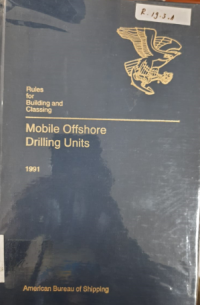 Rules
for
Building and
Classing
Mobile Offshore
Drilling Units
1991
American Bureau of Shipping